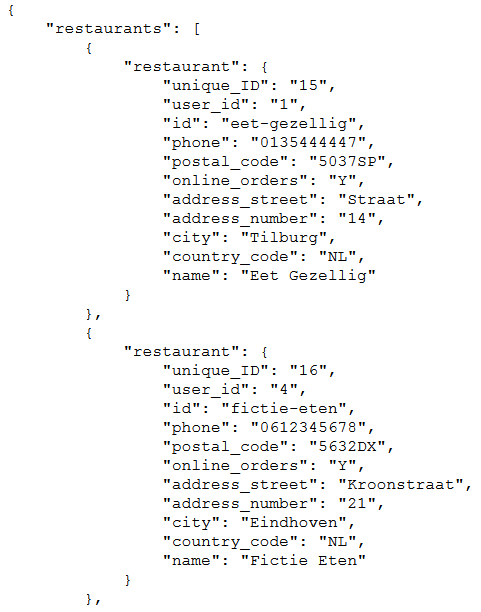 {
    "restaurants": [
        {
            "restaurant": {
                "unique_ID": "15",
                "user_id": "1",
                "id": "eet-gezellig",
                "phone": "0135444447",
                "postal_code": "5037SP",
                "online_orders": "Y",
                "address_street": "Straat",
                "address_number": "14",
                "city": "Tilburg",
                "country_code": "NL",
                "name": "Eet Gezellig"
            }
        },
        {
            "restaurant": {
                "unique_ID": "16",
                "user_id": "4",
                "id": "fictie-eten",
                "phone": "0612345678",
                "postal_code": "5632DX",
                "online_orders": "Y",
                "address_street": "Kroonstraat",
                "address_number": "21",
                "city": "Eindhoven",
                "country_code": "NL",
                "name": "Fictie Eten"
            }
        },